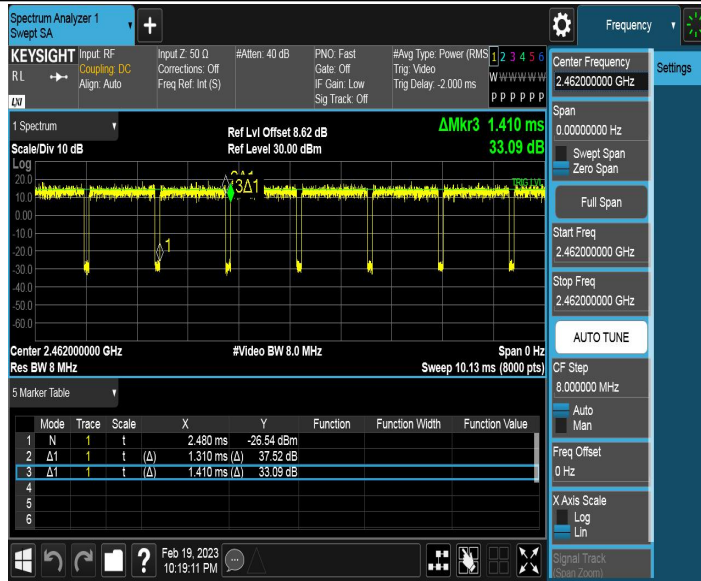 Spectrum Analyzer 1
Swept SA
+
Frequency
KEYSIGHT
RL
LXI
Input: RF
Coupling: DC
Align: Auto
Input Z: 50 Ω
Corrections: Off
Freq Ref: Int (S)
#Atten: 40 dB
PNO: Fast
Gate: Off
IF Gain: Low
Sig Track: Off
#Avg Type: Power (RMS
Trig: Video
Trig Delay: -2.000 ms
1 2 3 4 5 6
W W W W W W
P P P P P P
1 Spectrum
Scale/Div 10 dB
Ref Lvl Offset 8.62 dB
Ref Level 30.00 dBm
ΔMkr3 1.410 ms
33.09 dB
Log
20.0
10.0
0.00
-10.0
-20.0
-30.0
-40.0
-50.0
-60.0
3Δ1
TRIG LVL
1
Center 2.462000000 GHz
#Video BW 8.0 MHz
Span 0 Hz
Res BW 8 MHz
Sweep 10.13 ms (8000 pts)
5 Marker Table
Mode Trace Scale X Y Function Function Width Function Value
1 N 1 t 2.480 ms -26.54 dBm
2 Δ1 1 t (Δ) 1.310 ms (Δ) 37.52 dB
3 Δ1 1 t (Δ) 1.410 ms (Δ) 33.09 dB
4
5
6
?
Feb 19, 2023
10:19:11 PM
Center Frequency
2.462000000 GHz
Span
0.00000000 Hz
Swept Span
Zero Span
Full Span
Start Freq
2.462000000 GHz
Stop Freq
2.462000000 GHz
AUTO TUNE
CF Step
8.000000 MHz
Auto
Man
Freq Offset
0 Hz
X Axis Scale
Log
Lin
Signal Track
(Span Zoom)
Settings